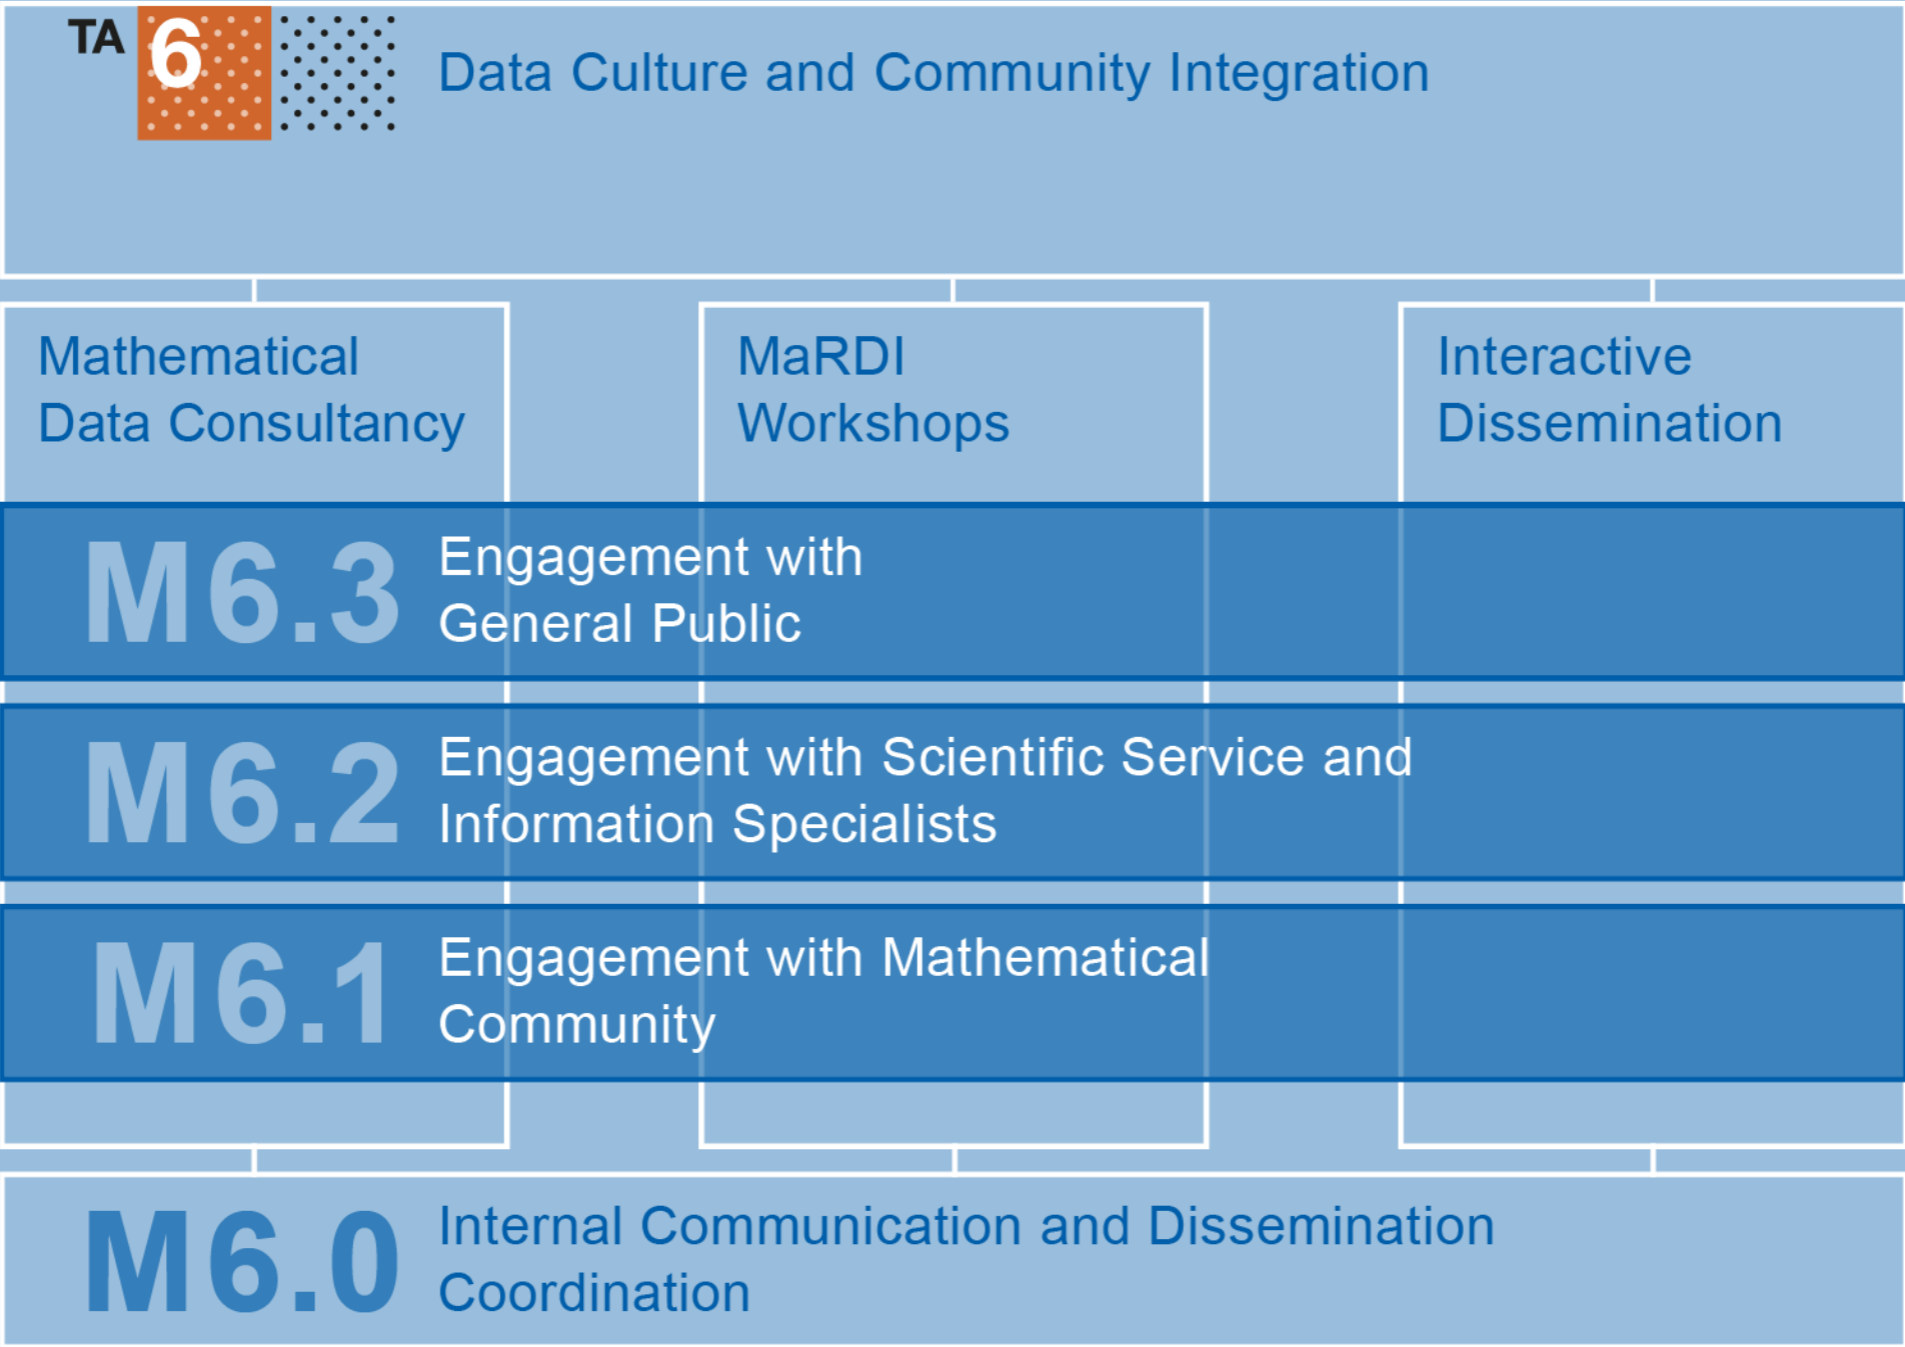 TA 6 Data Culture and Community Integration
Mathematical
Data Consultancy
MaRDI
Workshops
Interactive
Dissemination
M6.3 Engagement with
General Public
M6.2 Engagement with Scientific Service and
Information Specialists
M6.1 Engagement with Mathematical
Community
M6.0 Internal Communication and Dissemination
Coordination